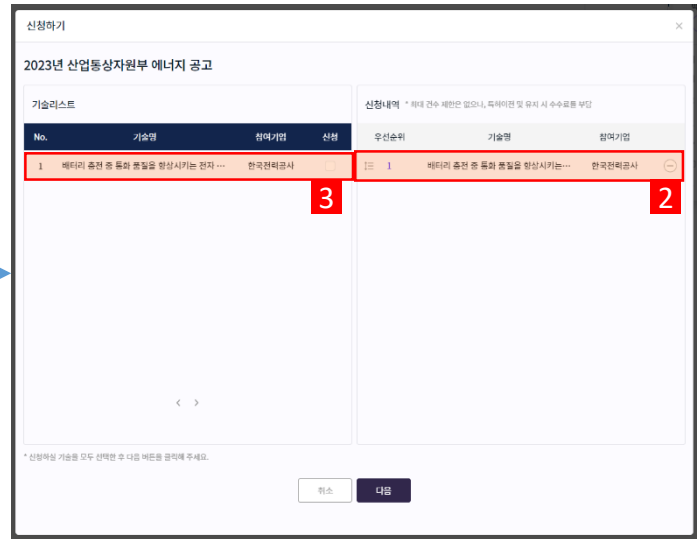 신청하기
2023년 산업통상자원부 에너지 공고
기술리스트
No. 기술명 참여기업 신청
1 배터리 충전 중 통화 품질을 향상시키는 전자 ··· 한국전력공사
3
신청내역 * 최대 건수 제한은 없으나, 특허이전 및 유지 시 수수료를 부담
우선순위 기술명 참여기업
1 배터리 충전 중 통화 품질을 향상시키는··· 한국전력공사
2
* 신청하실 기술을 모두 선택한 후 다음 버튼을 클릭해 주세요.
취소 다음